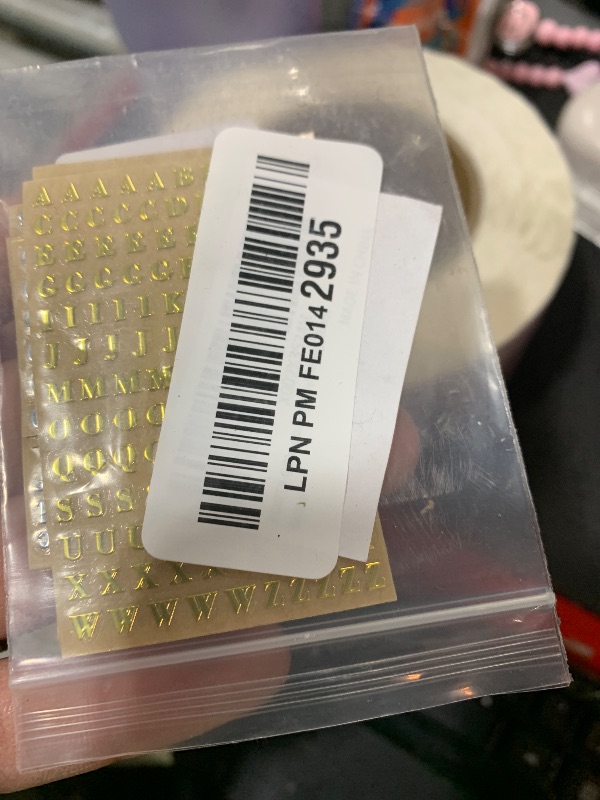 A A A A A B
C C C C C D
E E E E E F
G G G G G
I I I I I K
J J J J J
M M M M M
O O O O
Q Q Q Q
S S S
U U U
X X X X
W W W W W W Z Z Z Z Z
LPN PM FE0142935